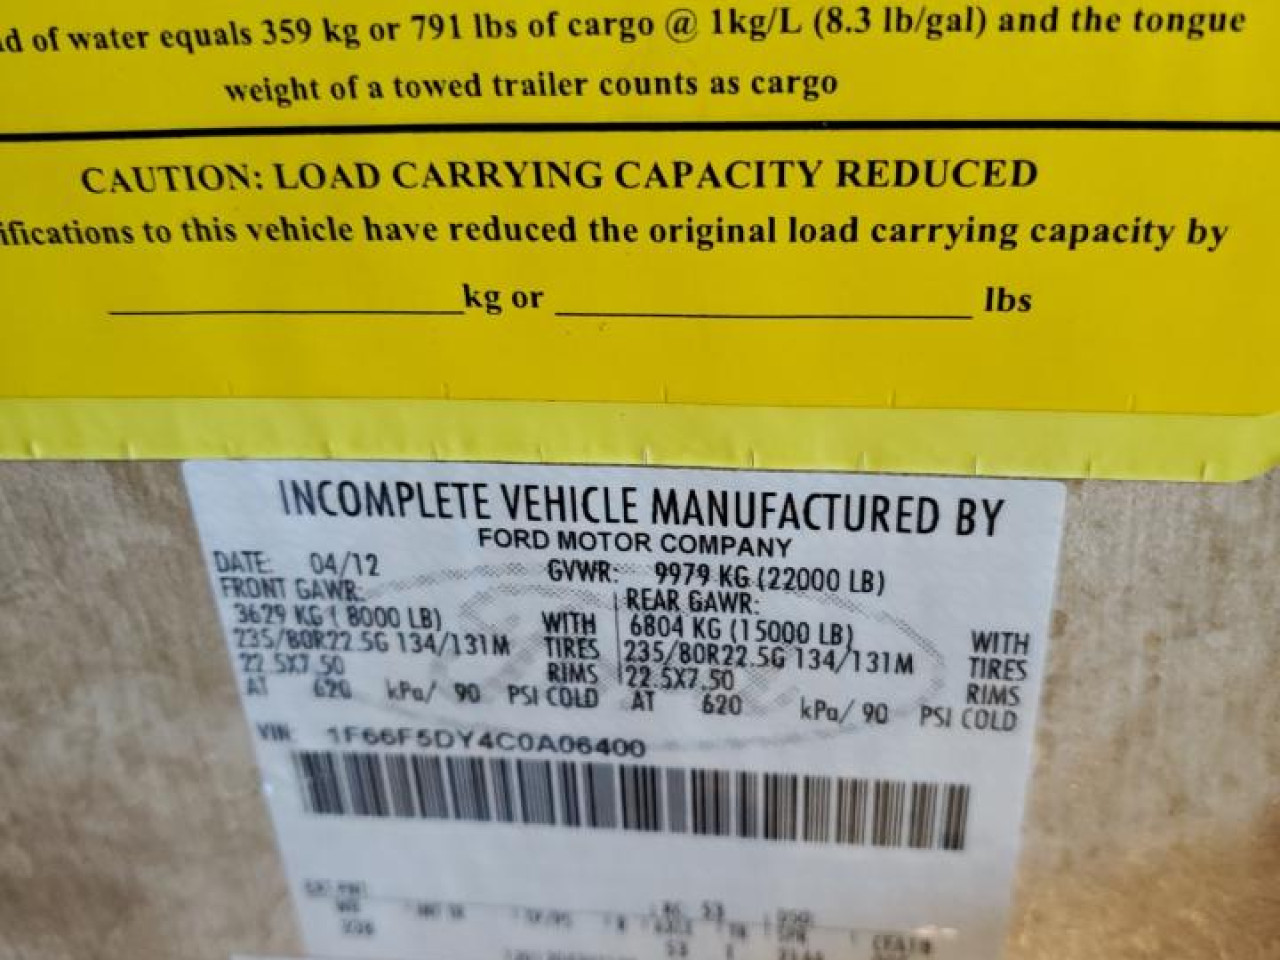 of water equals 359 kg or 791 lbs of cargo @ 1kg/L (8.3 lb/gal) and the tongue
weight of a towed trailer counts as cargo
CAUTION: LOAD CARRYING CAPACITY REDUCED
ifications to this vehicle have reduced the original load carrying capacity by
kg or lbs
INCOMPLETE VEHICLE MANUFACTURED BY
FORD MOTOR COMPANY
DATE: 04/12 GVWR: 9979 KG (22000 LB)
FRONT GAWR: REAR GAWR:
3629 KG ( 8000 LB) WITH 6804 KG (15000 LB) WITH
235/80R22.5G 134/131M TIRES 235/80R22.5G 134/131M TIRES
22.5X7.50 RIMS 22.5X7.50 RIMS
AT 620 kPa/ 90 PSI COLD AT 620 kPa/ 90 PSI COLD
VIN: 1F66F5DY4C0A06400